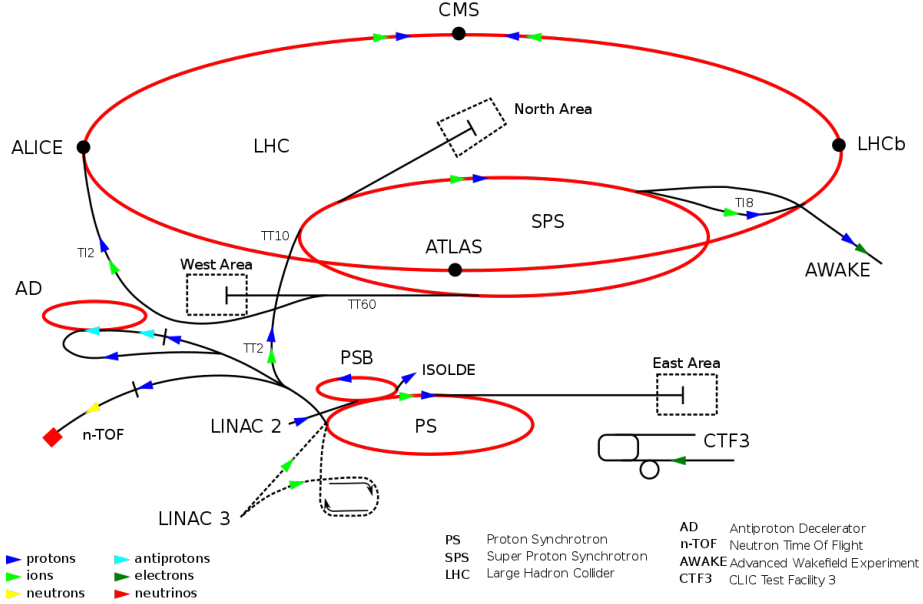 CMS
North Area
ALICE
LHC
LHCb
SPS
TI8
TT10
TI2
ATLAS
West Area
AWAKE
AD
TT60
TT2
PSB
ISOLDE
East Area
LINAC 2
PS
n-TOF
CTF3
LINAC 3
protons
ions
neutrons
antiprotons
electrons
neutrinos
PS Proton Synchrotron
SPS Super Proton Synchrotron
LHC Large Hadron Collider
AD Antiproton Decelerator
n-TOF Neutron Time Of Flight
AWAKE Advanced Wakefield Experiment
CTF3 CLIC Test Facility 3